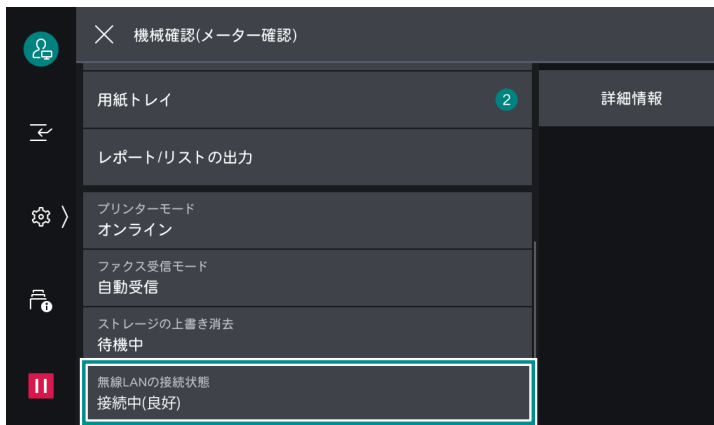 機械確認(メーター確認)
用紙トレイ
2
詳細情報
レポート/リストの出力
プリンターモード
オンライン
ファクス受信モード
自動受信
ストレージの上書き消去
待機中
無線LANの接続状態
接続中(良好)